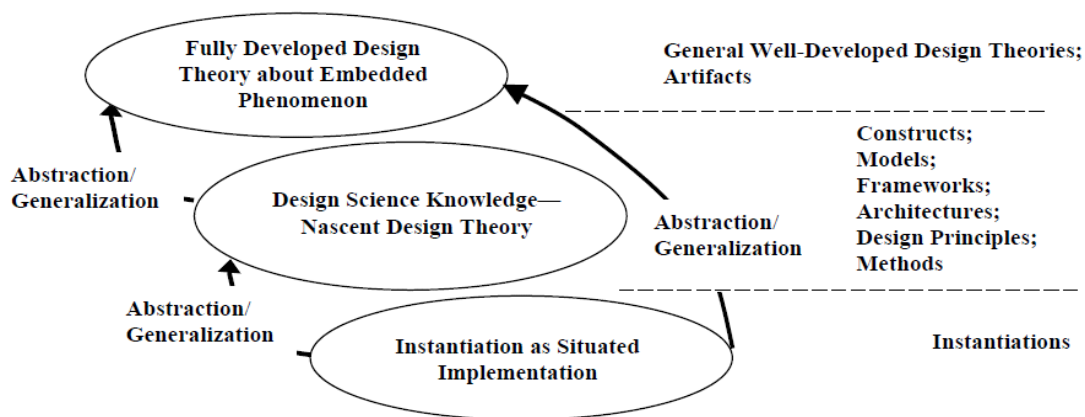 Fully Developed Design
Theory about Embedded
Phenomenon
General Well-Developed Design Theories;
Artifacts
Abstraction/
Generalization
Design Science Knowledge—
Nascent Design Theory
Abstraction/
Generalization
Constructs;
Models;
Frameworks;
Architectures;
Design Principles;
Methods
Abstraction/
Generalization
Instantiation as Situated
Implementation
Instantiations